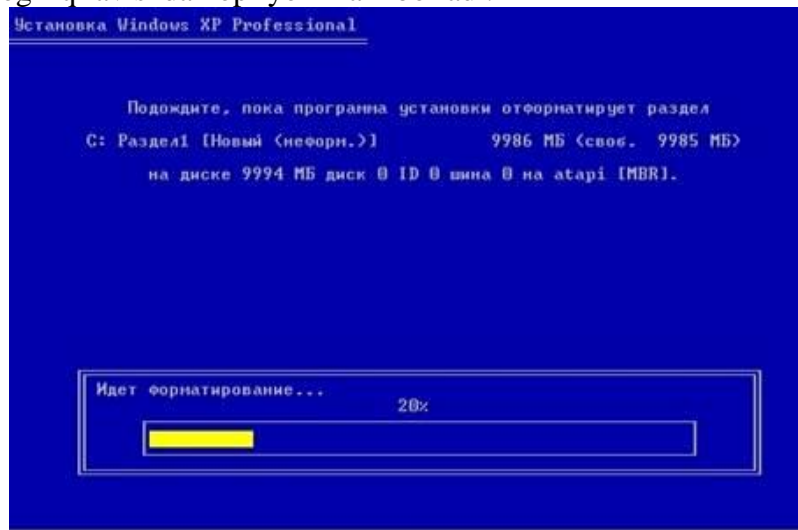 Установка Windows XP Professional
Подождите, пока программа установки отформатирует раздел
C: Раздел1 [Новый <неформ.>] 9986 МБ <своб. 9985 МБ>
на диске 9994 МБ диск 0 ID 0 шина 0 на atapi [MBR].
Идет форматирование...
20%